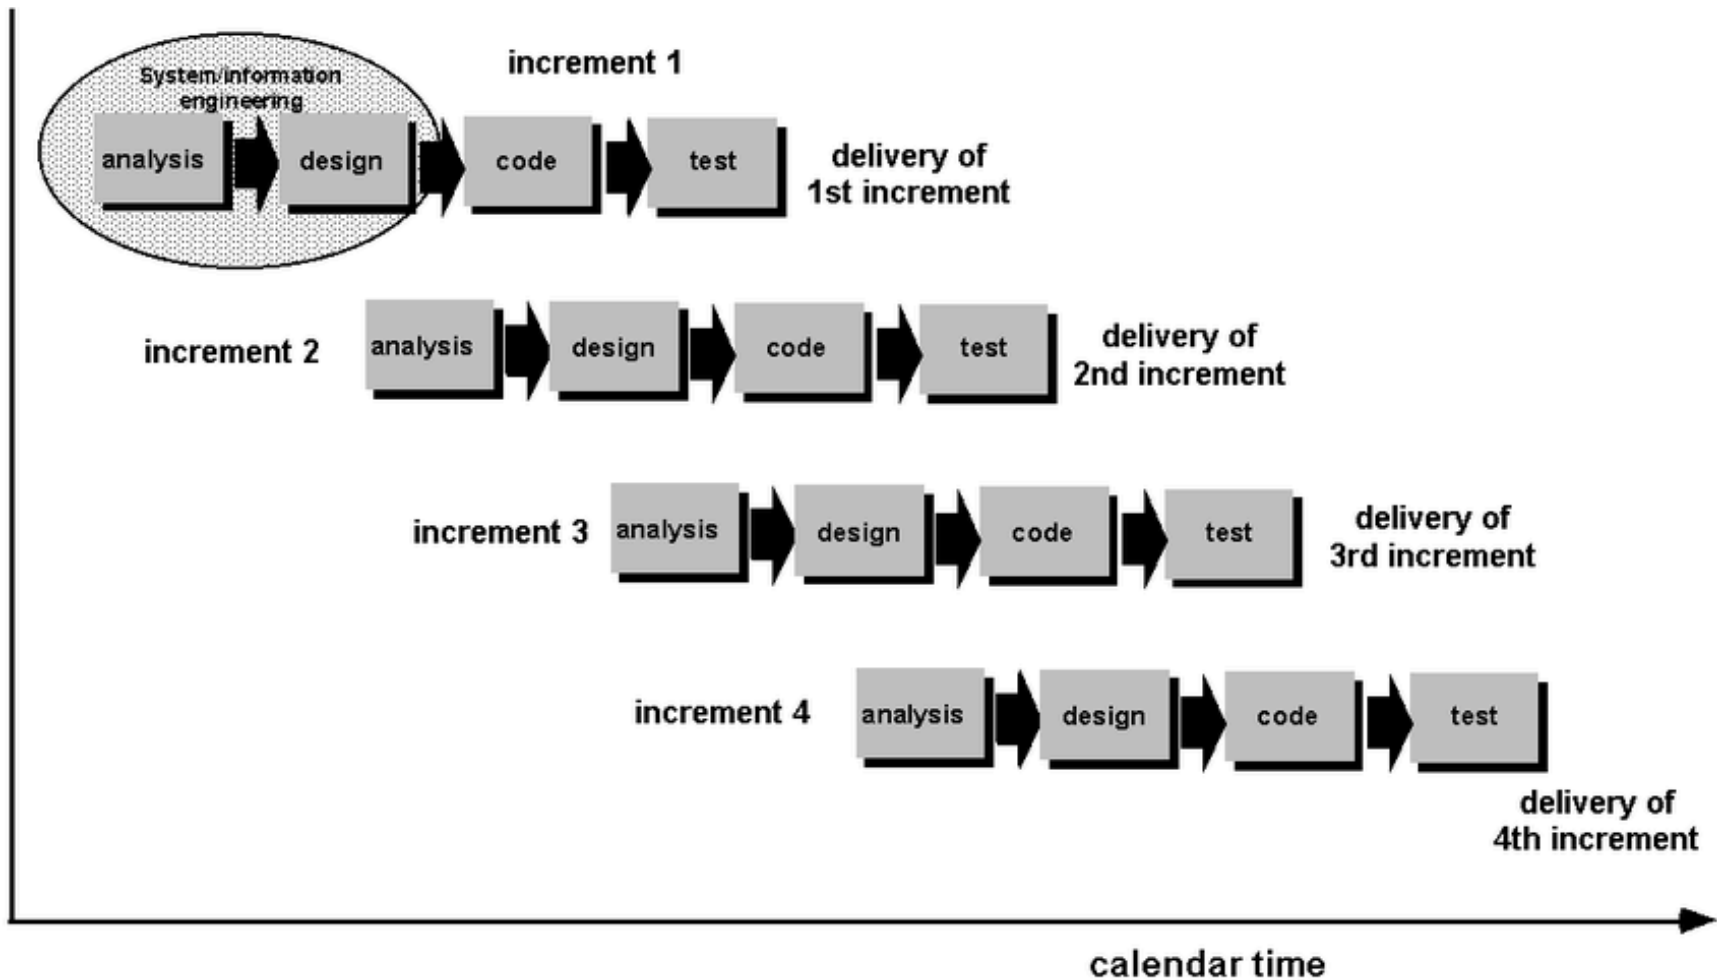 increment 1
System/information
engineering
analysis
design
code
test
delivery of
1st increment
increment 2
analysis
design
code
test
delivery of
2nd increment
increment 3
analysis
design
code
test
delivery of
3rd increment
increment 4
analysis
design
code
test
delivery of
4th increment
calendar time